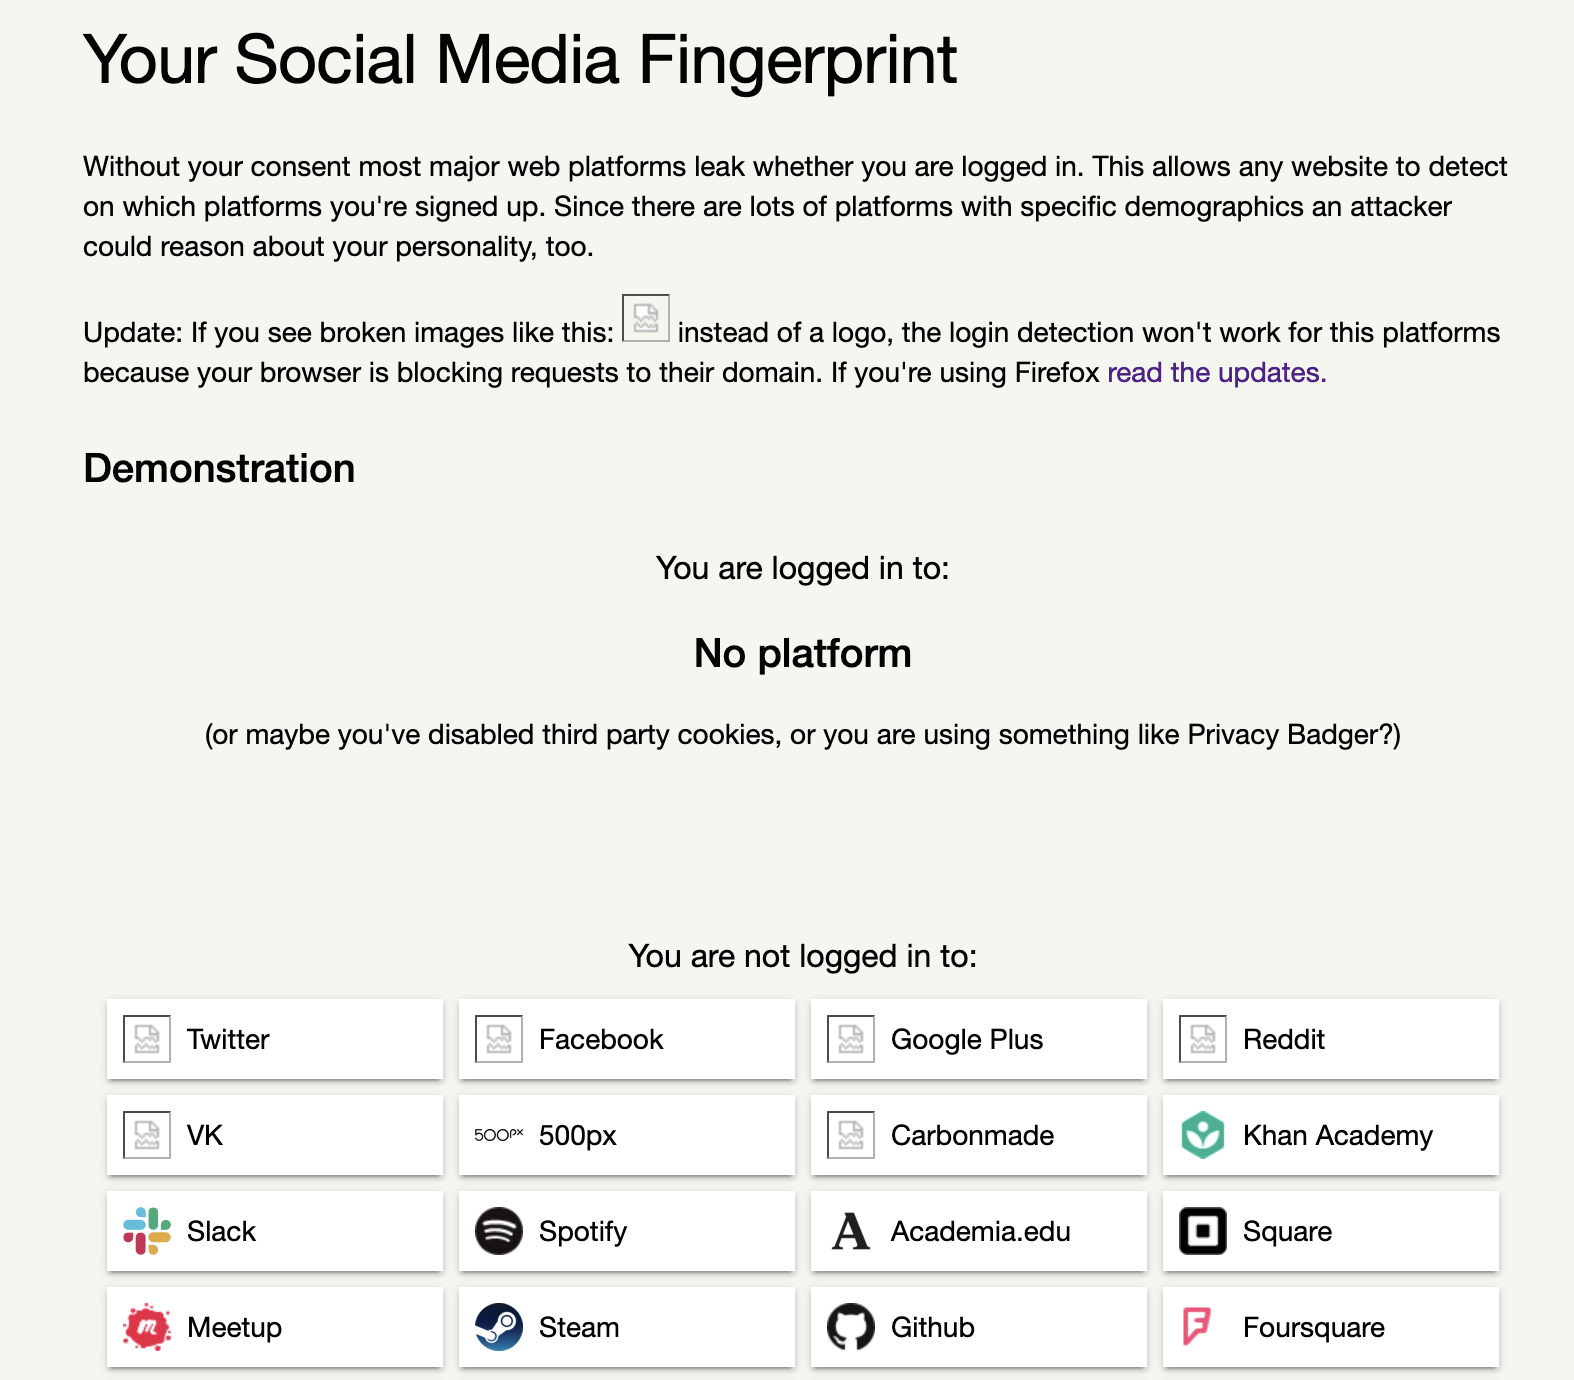 Your Social Media Fingerprint
Without your consent most major web platforms leak whether you are logged in. This allows any website to detect
on which platforms you're signed up. Since there are lots of platforms with specific demographics an attacker
could reason about your personality, too.
Update: If you see broken images like this: instead of a logo, the login detection won't work for this platforms
because your browser is blocking requests to their domain. If you're using Firefox read the updates.
Demonstration
You are logged in to:
No platform
(or maybe you've disabled third party cookies, or you are using something like Privacy Badger?)
You are not logged in to:
Twitter Facebook Google Plus Reddit
VK 500px 500px Carbonmade Khan Academy
Slack Spotify A Academia.edu Square
m Meetup Steam Github F Foursquare